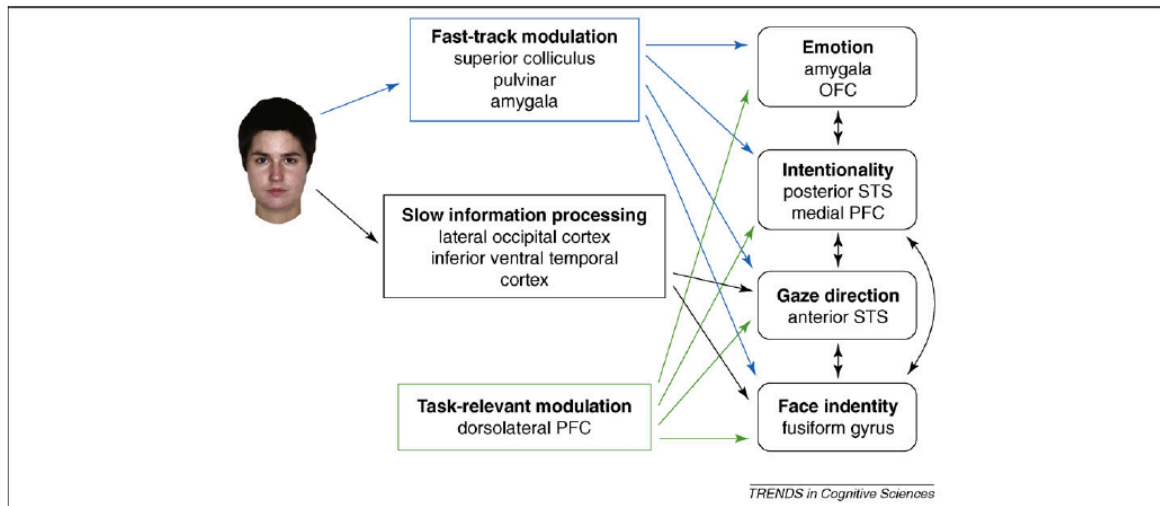 Fast-track modulation
superior colliculus
pulvinar
amygala
Slow information processing
lateral occipital cortex
inferior ventral temporal
cortex
Task-relevant modulation
dorsolateral PFC
Emotion
amygala
OFC
Intentionality
posterior STS
medial PFC
Gaze direction
anterior STS
Face indentity
fusiform gyrus
TRENDS in Cognitive Sciences